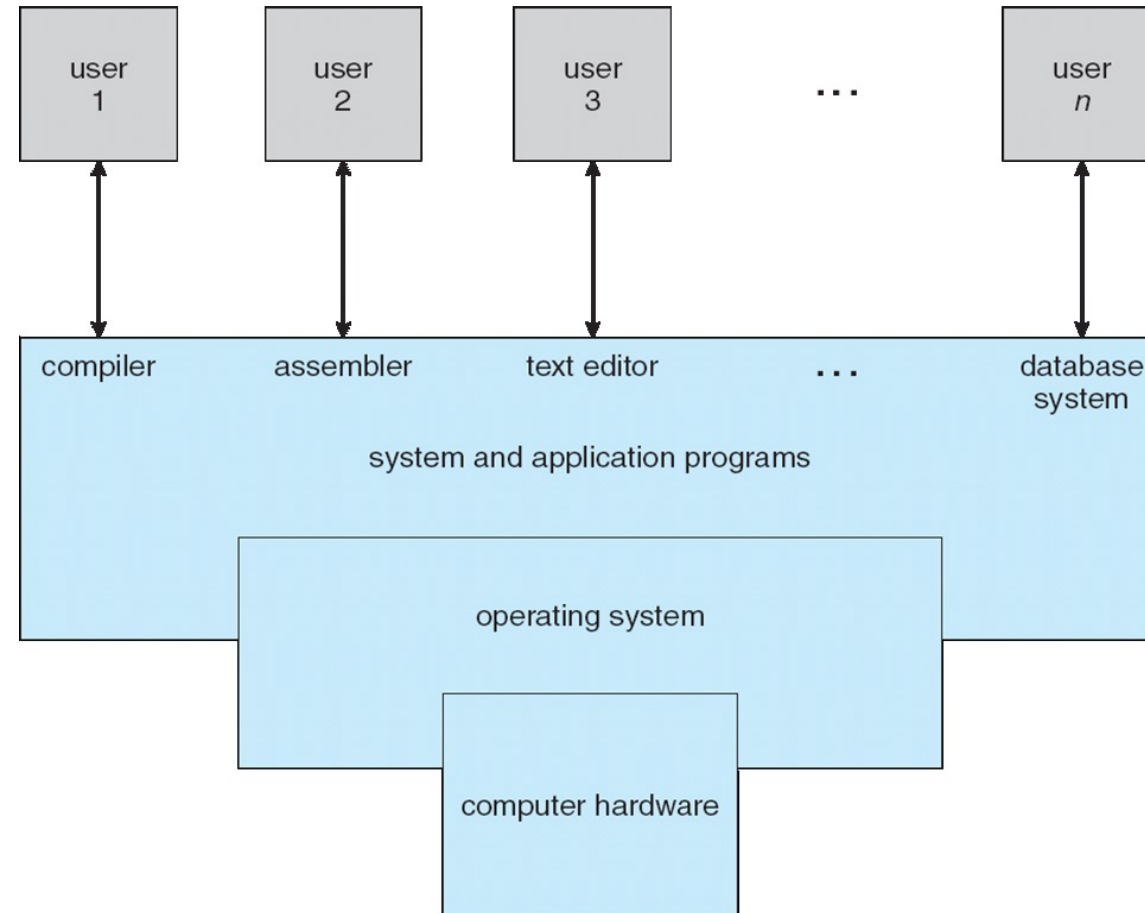 user
1
user
2
user
3
...
user
n
compiler
assembler
text editor
...
database
system
system and application programs
operating system
computer hardware